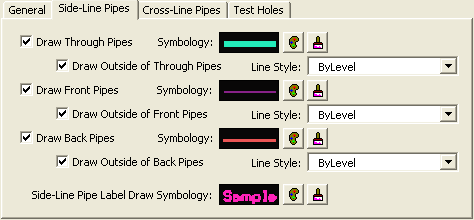 General Side-Line Pipes Cross-Line Pipes Test Holes
Draw Through Pipes Symbology:
Draw Outside of Through Pipes Line Style: ByLevel
Draw Front Pipes Symbology:
Draw Outside of Front Pipes Line Style: ByLevel
Draw Back Pipes Symbology:
Draw Outside of Back Pipes Line Style: ByLevel
Side-Line Pipe Label Draw Symbology: Sample